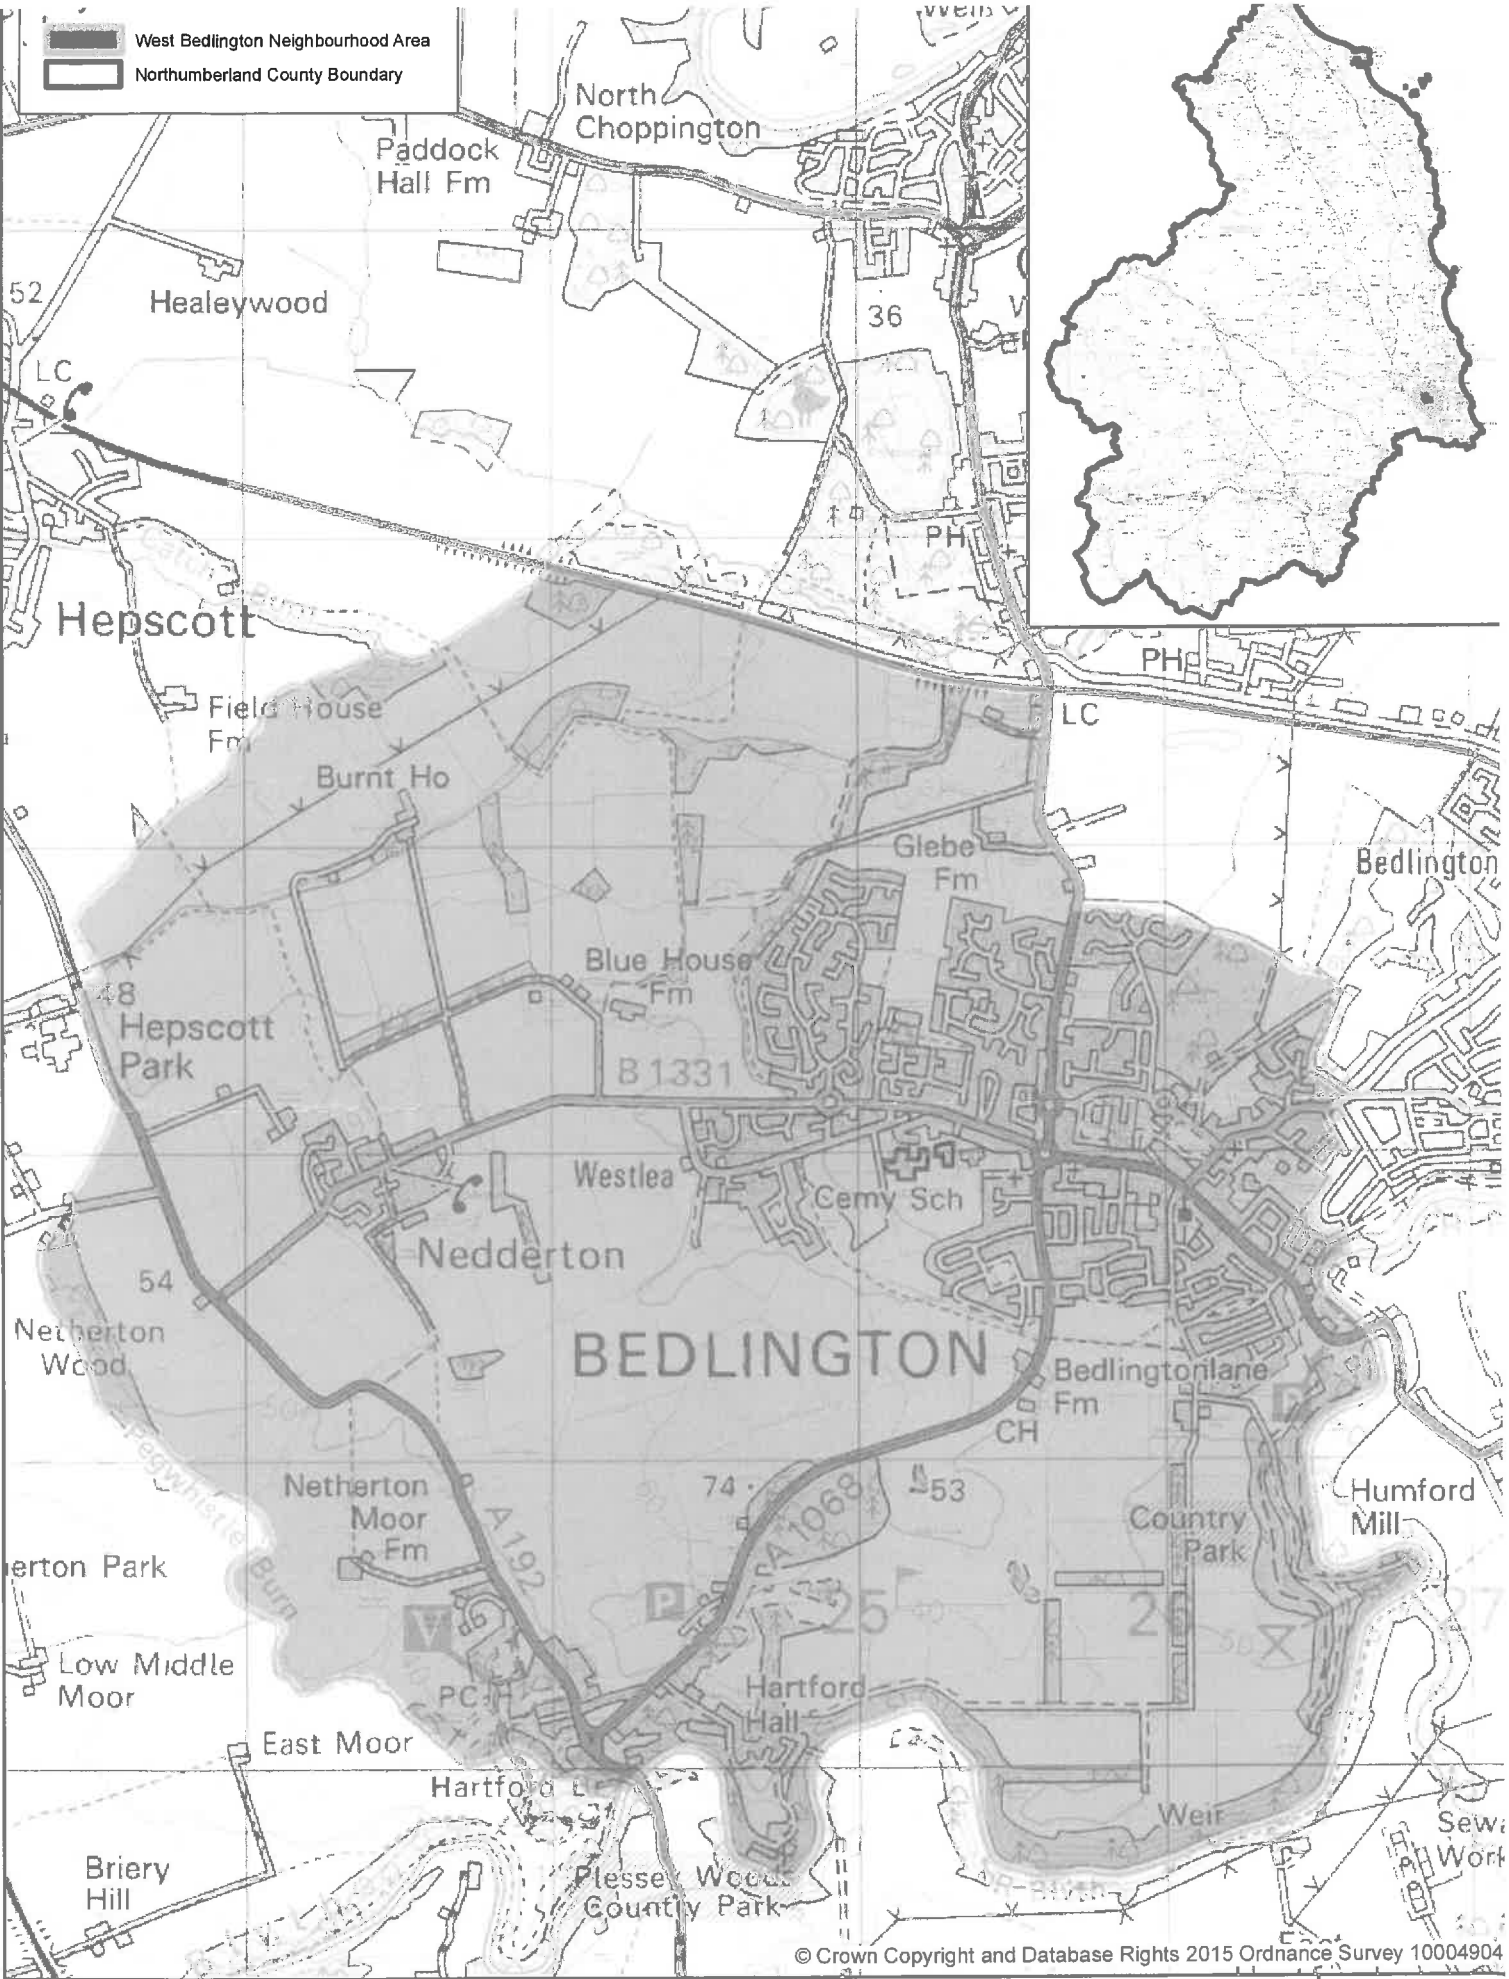 West Bedlington Neighbourhood Area
Northumberland County Boundary
North
Choppington
Paddock
Hall Fm
52
Healeywood
36
LC
PH
Hepscott
PH
Field House
Fm
LC
Burnt Ho
Glebe
Fm
Bedlington
Blue House
Fm
48
Hepscott
Park
B 1331
Westlea
Cemy Sch
Nedderton
54
Netherton
Wood
BEDLINGTON
Bedlingtonlane
Fm
CH
Netherton
Moor
Fm
74
53
A 192
A 1068
Humford
Mill
Country
Park
Pegwhistle Burn
erton Park
P
25
27
V
Low Middle
Moor
PC
Hartford
Hall
East Moor
Hartford
Weir
Briery
Hill
Plessey Woods
Country Park
© Crown Copyright and Database Rights 2015 Ordnance Survey 10004904